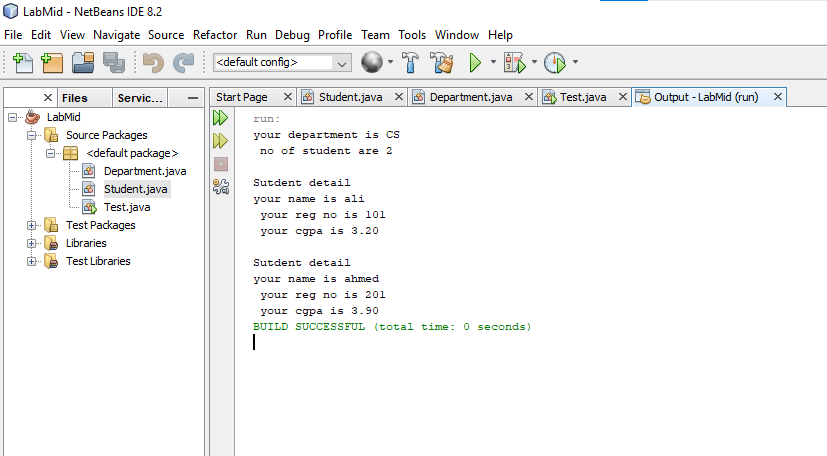 LabMid - NetBeans IDE 8.2
File Edit View Navigate Source Refactor Run Debug Profile Team Tools Window Help
<default config>
Files Servic...
Start Page Student.java Department.java Test.java Output - LabMid (run)
LabMid
Source Packages
<default package>
Department.java
Student.java
Test.java
Test Packages
Libraries
Test Libraries
run:
your department is CS
no of student are 2
Sutdent detail
your name is ali
your reg no is 101
your cgpa is 3.20
Sutdent detail
your name is ahmed
your reg no is 201
your cgpa is 3.90
BUILD SUCCESSFUL (total time: 0 seconds)